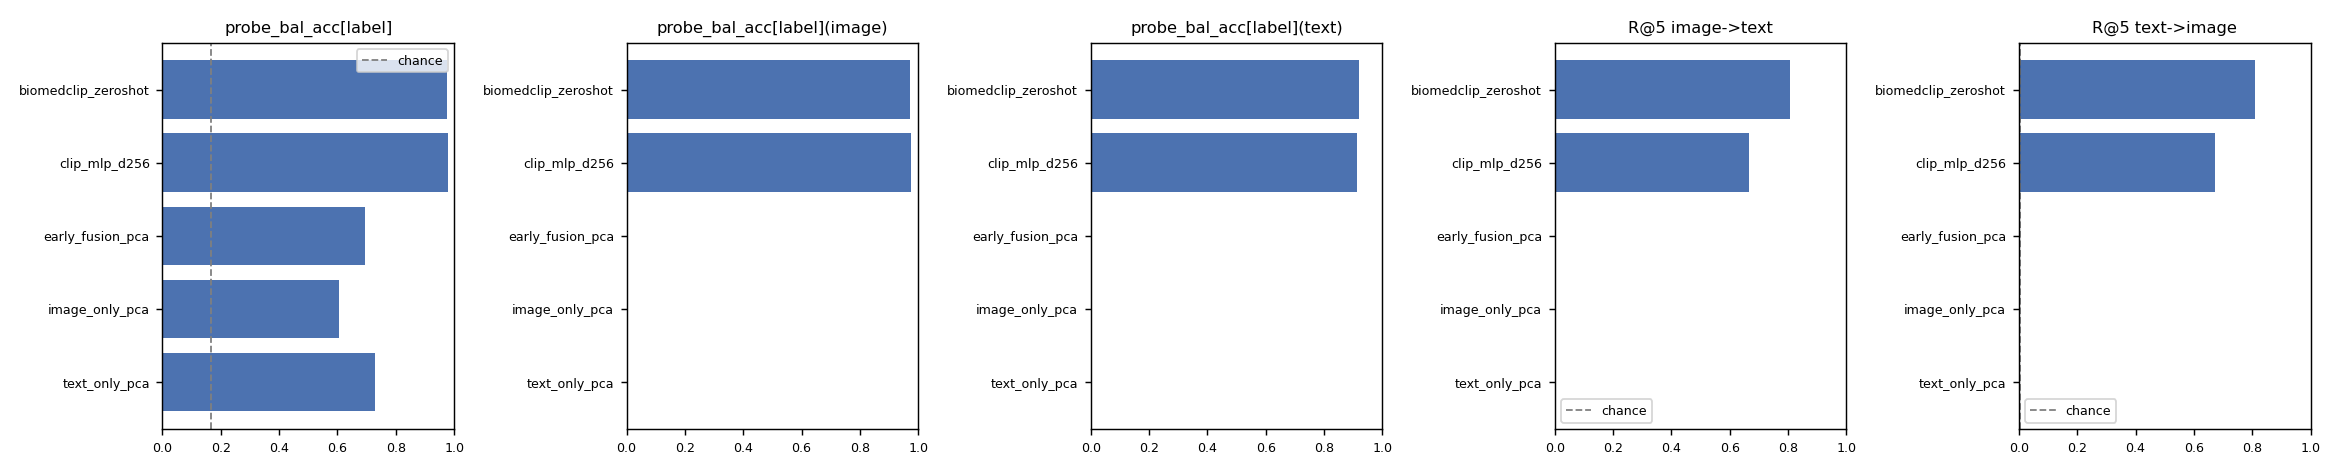 probe_bal_acc[label]
chance
biomedclip_zeroshot
clip_mlp_d256
early_fusion_pca
image_only_pca
text_only_pca
0.0 0.2 0.4 0.6 0.8 1.0
probe_bal_acc[label](image)
biomedclip_zeroshot
clip_mlp_d256
early_fusion_pca
image_only_pca
text_only_pca
0.0 0.2 0.4 0.6 0.8 1.0
probe_bal_acc[label](text)
biomedclip_zeroshot
clip_mlp_d256
early_fusion_pca
image_only_pca
text_only_pca
0.0 0.2 0.4 0.6 0.8 1.0
R@5 image->text
biomedclip_zeroshot
clip_mlp_d256
early_fusion_pca
image_only_pca
text_only_pca
chance
0.0 0.2 0.4 0.6 0.8 1.0
R@5 text->image
biomedclip_zeroshot
clip_mlp_d256
early_fusion_pca
image_only_pca
text_only_pca
chance
0.0 0.2 0.4 0.6 0.8 1.0